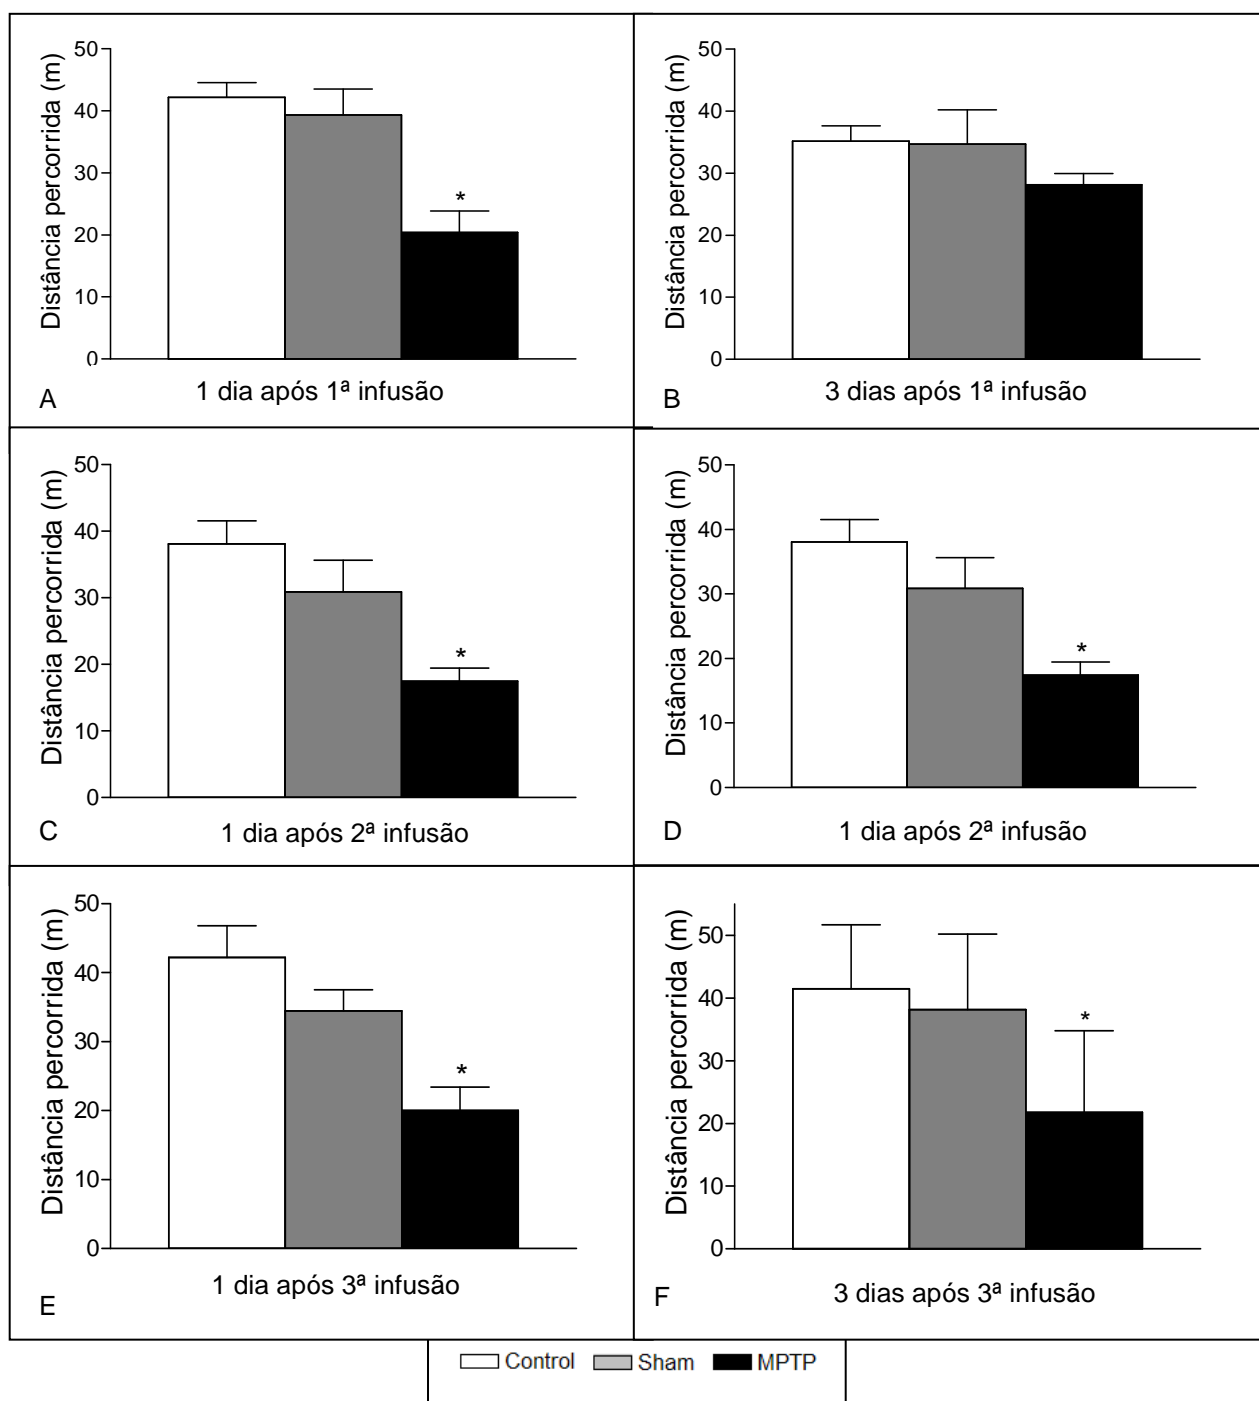 Distância percorrida (m)
50
40
30
20
10
0
*
1 dia após 1ª infusão
A
Distância percorrida (m)
50
40
30
20
10
0
3 dias após 1ª infusão
B
Distância percorrida (m)
50
40
30
20
10
0
*
1 dia após 2ª infusão
C
Distância percorrida (m)
50
40
30
20
10
0
*
1 dia após 2ª infusão
D
Distância percorrida (m)
50
40
30
20
10
0
*
1 dia após 3ª infusão
E
Distância percorrida (m)
50
40
30
20
10
0
*
3 dias após 3ª infusão
F
Control Sham MPTP